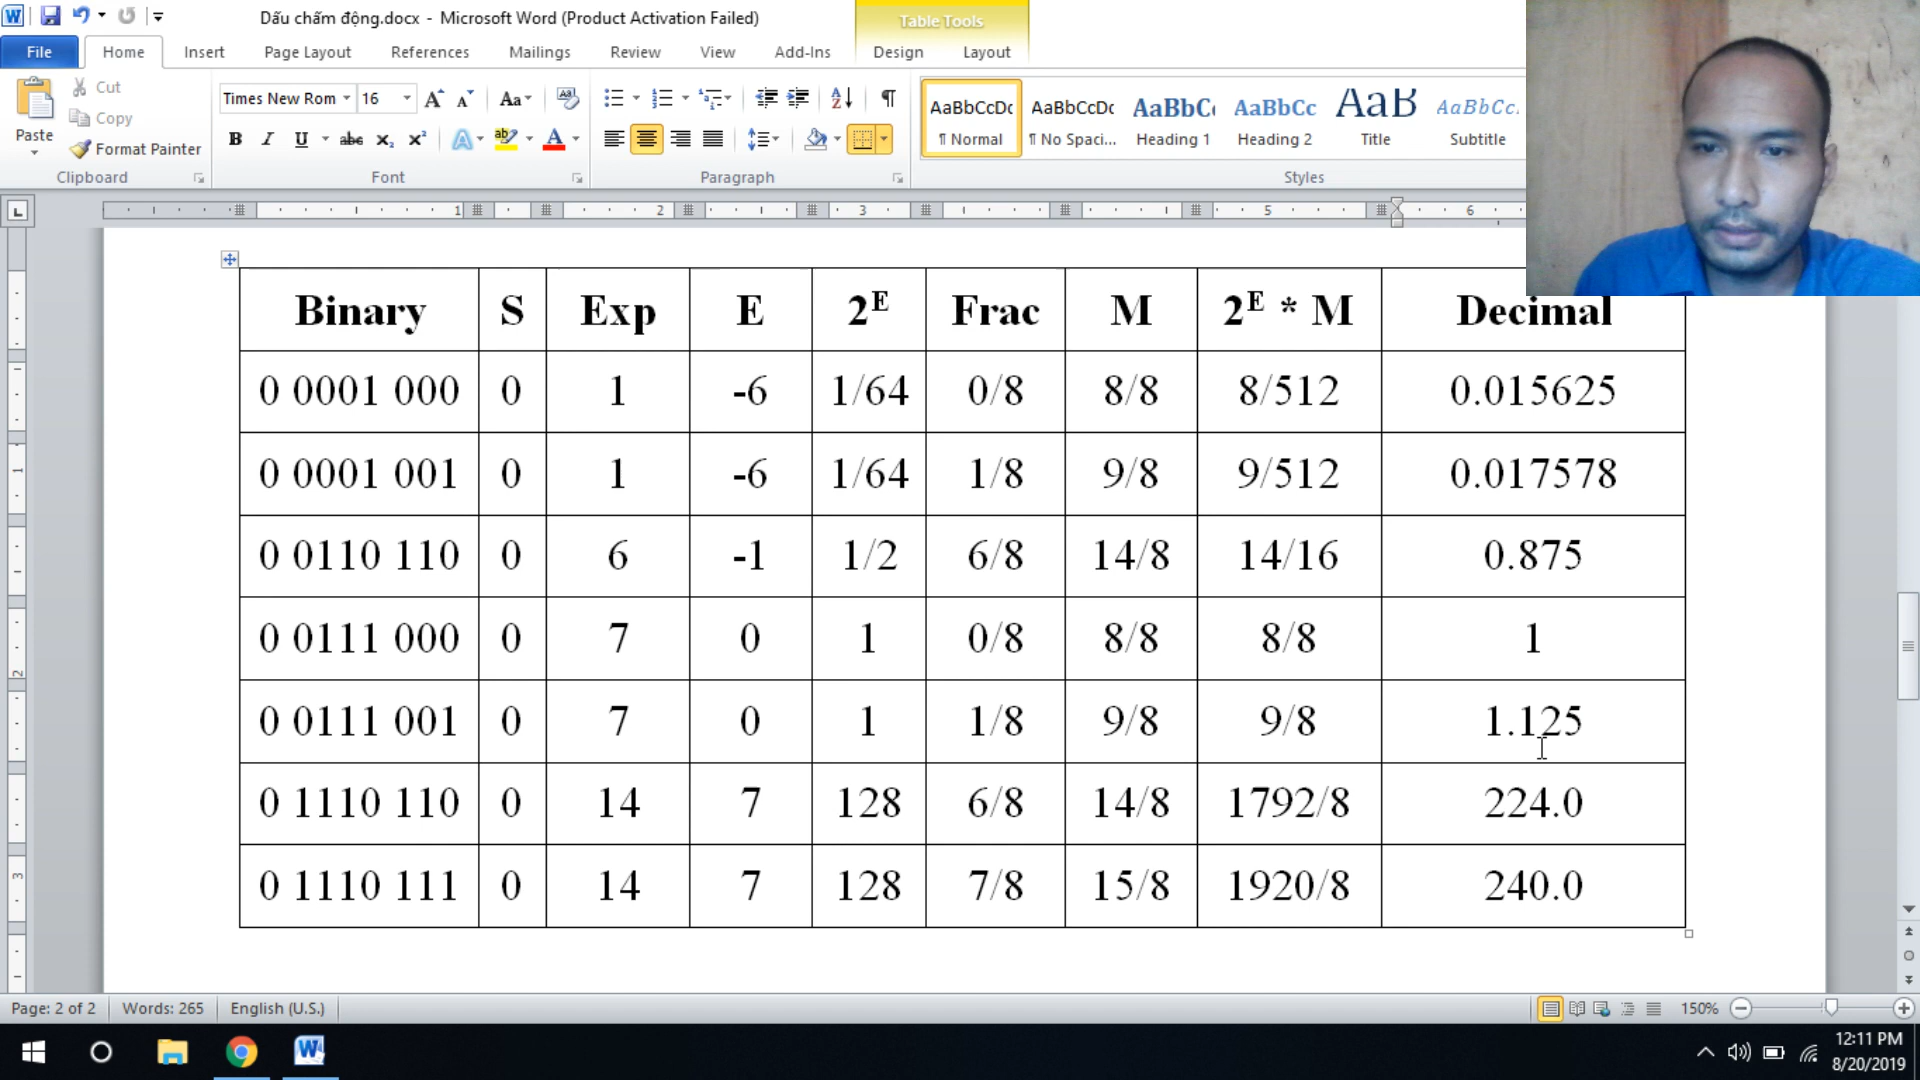 Dấu chấm động.docx - Microsoft Word (Product Activation Failed)
Table Tools
File Home Insert Page Layout References Mailings Review View Add-Ins Design Layout
Paste
Cut
Copy
Format Painter
Clipboard
Times New Rom 16
Font
Paragraph
AaBbCcDc AaBbCcDc AaBbC AaBbCc AaB AaBbCc.
¶ Normal ¶ No Spaci... Heading 1 Heading 2 Title Subtitle
Styles
1 2 3 5 6
Binary S Exp E 2^E Frac M 2^E * M Decimal
0 0001 000 0 1 -6 1/64 0/8 8/8 8/512 0.015625
0 0001 001 0 1 -6 1/64 1/8 9/8 9/512 0.017578
0 0110 110 0 6 -1 1/2 6/8 14/8 14/16 0.875
0 0111 000 0 7 0 1 0/8 8/8 8/8 1
0 0111 001 0 7 0 1 1/8 9/8 9/8 1.125
0 1110 110 0 14 7 128 6/8 14/8 1792/8 224.0
0 1110 111 0 14 7 128 7/8 15/8 1920/8 240.0
Page: 2 of 2 Words: 265 English (U.S.) 150%
12:11 PM
8/20/2019